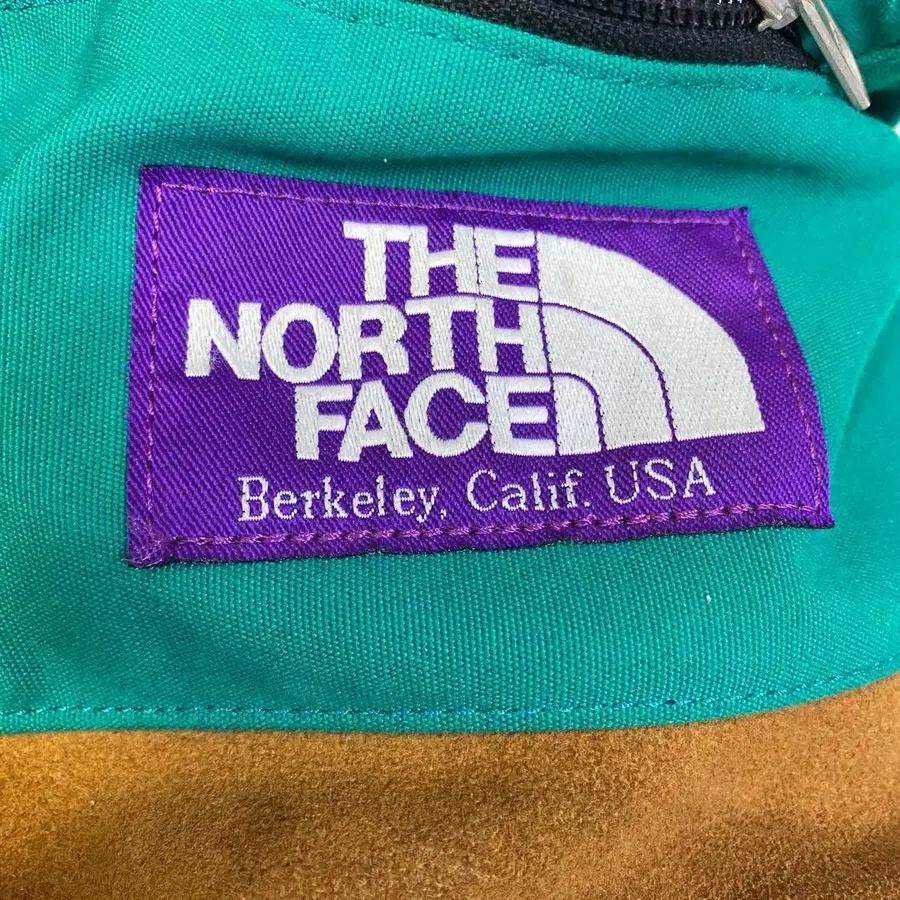 THE
NORTH
FACE
Berkeley, Calif. USA